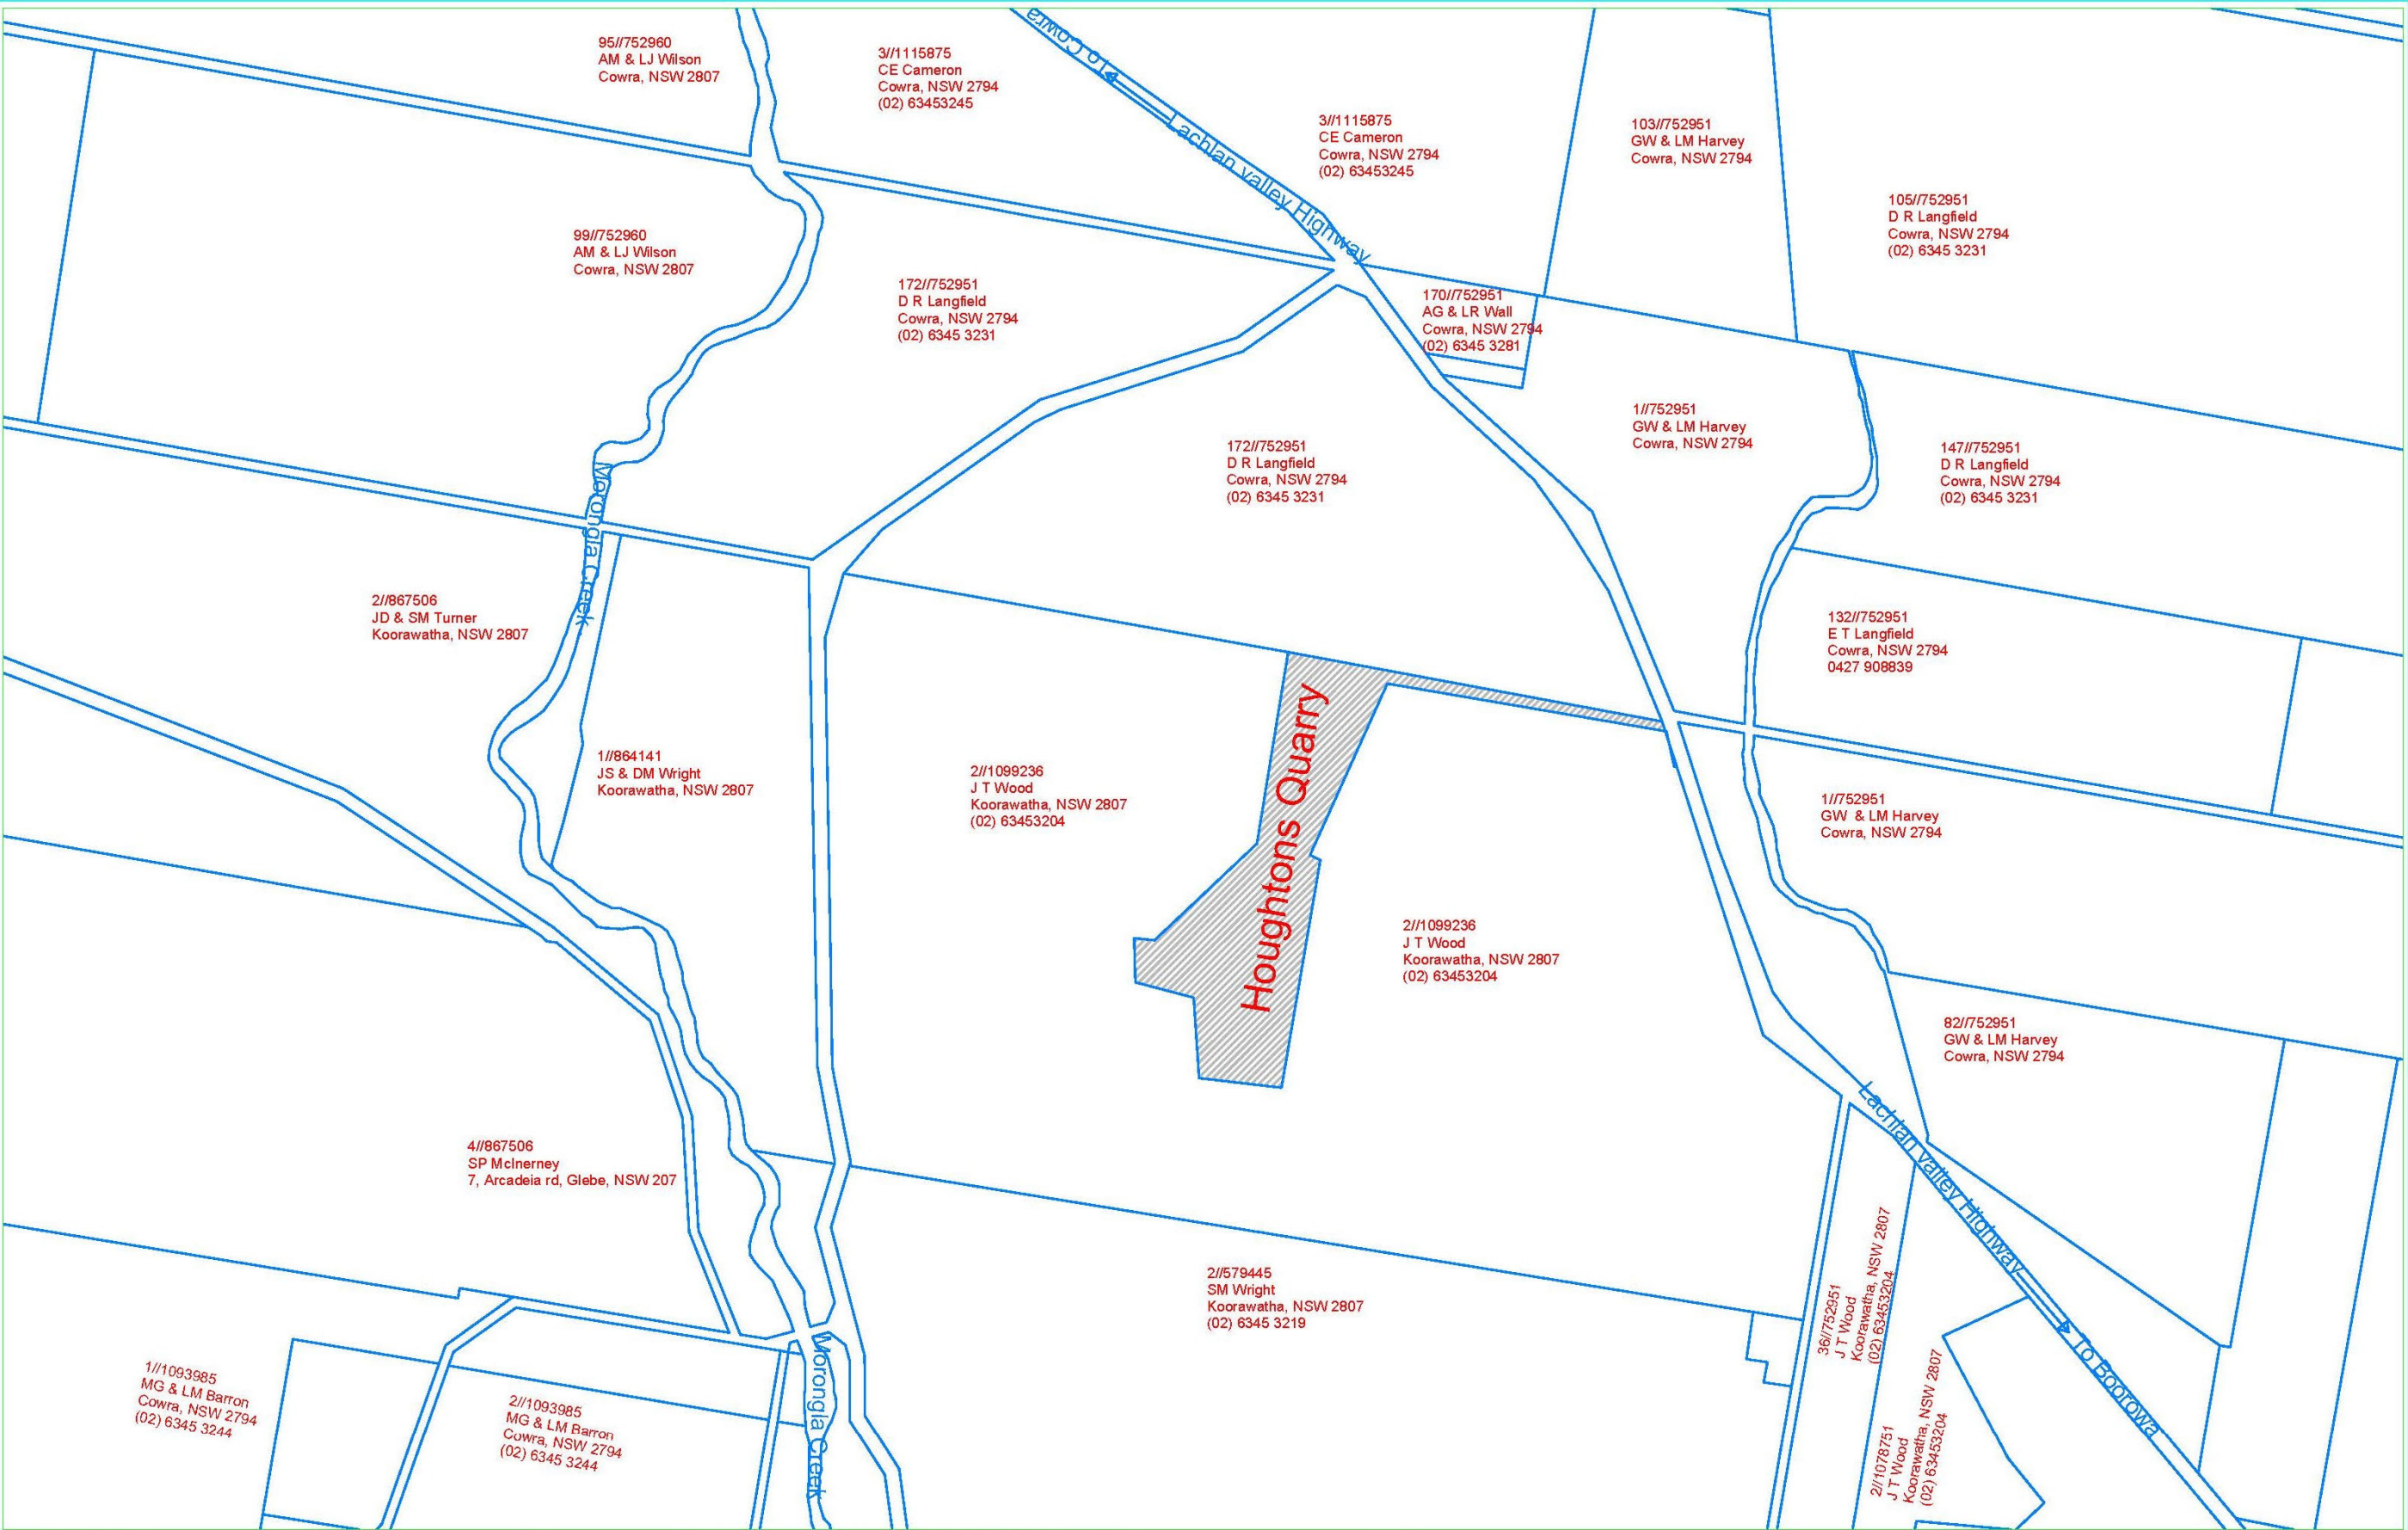 95//752960
AM & LJ Wilson
Cowra, NSW 2807
3//1115875
CE Cameron
Cowra, NSW 2794
(02) 63453245
To Cowra
Lachlan valley Highway
3//1115875
CE Cameron
Cowra, NSW 2794
(02) 63453245
103//752951
GW & LM Harvey
Cowra, NSW 2794
105//752951
D R Langfield
Cowra, NSW 2794
(02) 6345 3231
99//752960
AM & LJ Wilson
Cowra, NSW 2807
172//752951
D R Langfield
Cowra, NSW 2794
(02) 6345 3231
170//752951
AG & LR Wall
Cowra, NSW 2794
(02) 6345 3281
1//752951
GW & LM Harvey
Cowra, NSW 2794
172//752951
D R Langfield
Cowra, NSW 2794
(02) 6345 3231
147//752951
D R Langfield
Cowra, NSW 2794
(02) 6345 3231
Morongla Creek
2//867506
JD & SM Turner
Koorawatha, NSW 2807
132//752951
E T Langfield
Cowra, NSW 2794
0427 908839
1//864141
JS & DM Wright
Koorawatha, NSW 2807
2//1099236
J T Wood
Koorawatha, NSW 2807
(02) 63453204
Houghtons Quarry
1//752951
GW & LM Harvey
Cowra, NSW 2794
2//1099236
J T Wood
Koorawatha, NSW 2807
(02) 63453204
82//752951
GW & LM Harvey
Cowra, NSW 2794
Lachlan valley Highway
To Boorowa
4//867506
SP McInerney
7, Arcadeia rd, Glebe, NSW 207
2//579445
SM Wright
Koorawatha, NSW 2807
(02) 6345 3219
36//752951
J T Wood
Koorawatha, NSW 2807
(02) 63453204
1//1093985
MG & LM Barron
Cowra, NSW 2794
(02) 6345 3244
2//1093985
MG & LM Barron
Cowra, NSW 2794
(02) 6345 3244
Morongla Creek
2//1078751
J T Wood
Koorawatha, NSW 2807
(02) 63453204